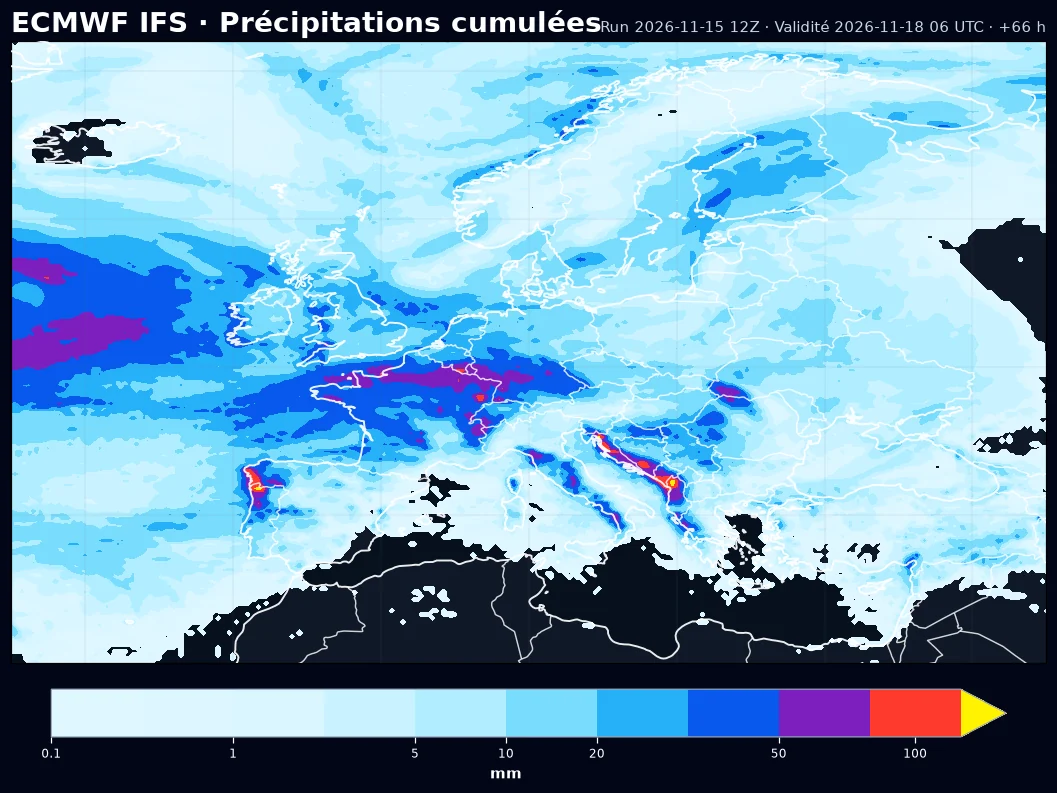 ECMWF IFS · Précipitations cumulées
Run 2026-11-15 12Z · Validité 2026-11-18 06 UTC · +66 h
0.1 1 5 10 20 50 100
mm